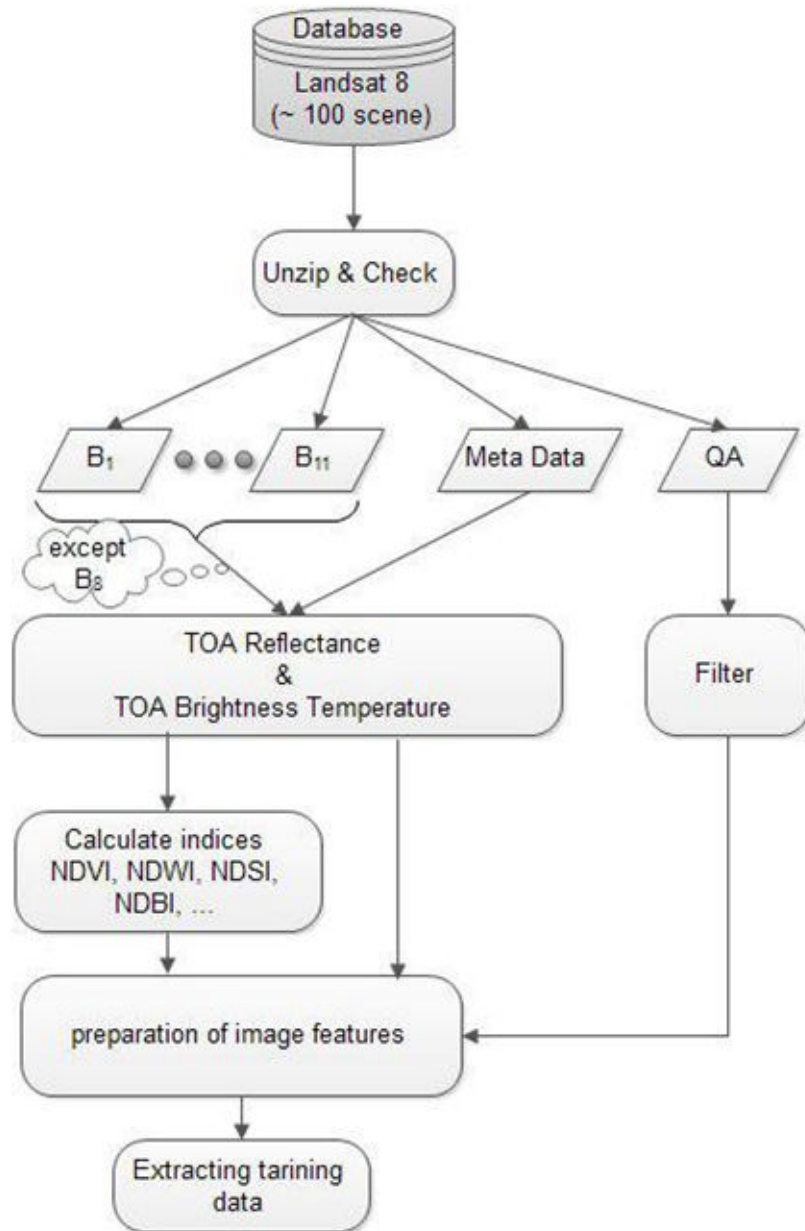 Database
Landsat 8
(~ 100 scene)
Unzip & Check
B₁
B₁₁
Meta Data
QA
except
B₈
TOA Reflectance
&
TOA Brightness Temperature
Filter
Calculate indices
NDVI, NDWI, NDSI,
NDBI, ...
preparation of image features
Extracting tarining
data